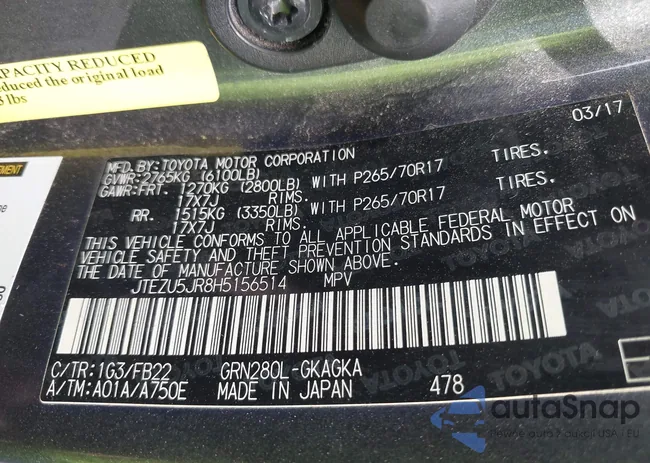 CAPACITY REDUCED
educed the original load
lbs
EMENT
03/17
MFD. BY: TOYOTA MOTOR CORPORATION
GVWR: 2765KG (6100LB)
GAWR: FRT. 1270KG (2800LB) WITH P265/70R17 TIRES.
17X7J RIMS.
RR. 1515KG (3350LB) WITH P265/70R17 TIRES.
17X7J RIMS.
THIS VEHICLE CONFORMS TO ALL APPLICABLE FEDERAL MOTOR
VEHICLE SAFETY AND THEFT PREVENTION STANDARDS IN EFFECT ON
THE DATE OF MANUFACTURE SHOWN ABOVE.
JTEZU5JR8H5156514 MPV
C/TR: 1G3/FB22 GRN280L-GKAGKA
A/TM: A01A/A750E MADE IN JAPAN 478
autoSnap